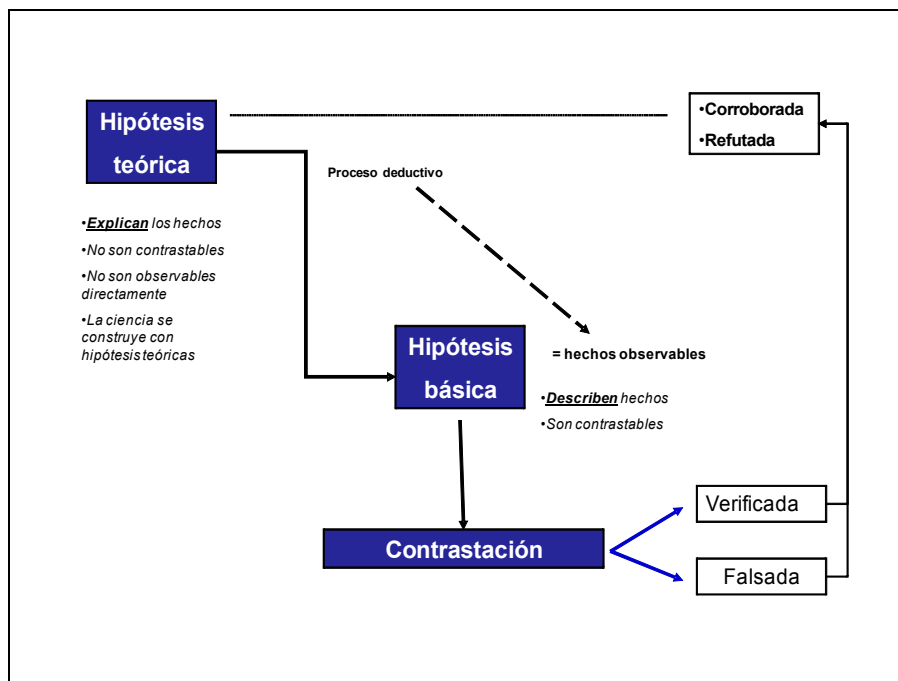 Hipótesis
teórica
•Corroborada
•Refutada
Proceso deductivo
•Explican los hechos
•No son contrastables
•No son observables
directamente
•La ciencia se
construye con
hipótesis teóricas
Hipótesis
básica
= hechos observables
•Describen hechos
•Son contrastables
Contrastación
Verificada
Falsada